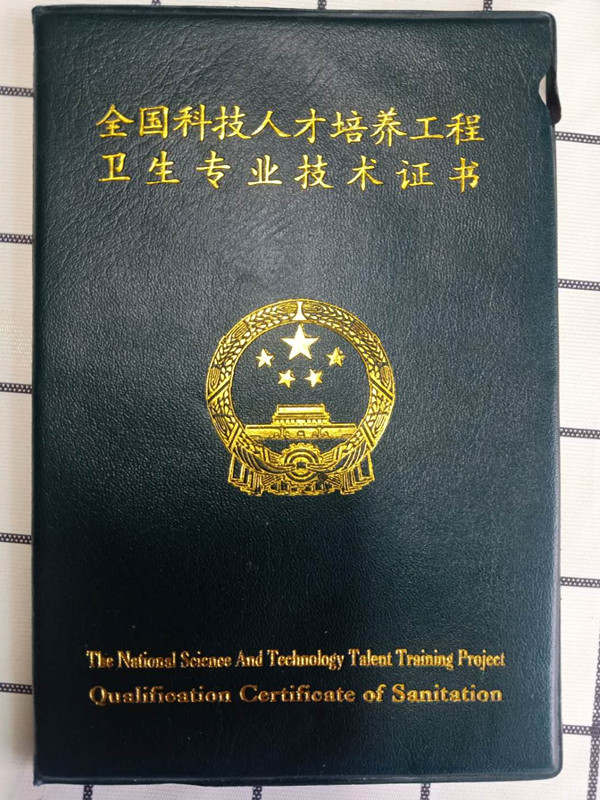 全国科技人才培养工程
卫生专业技术证书
The National Science And Technology Talent Training Project
Qualification Certificate of Sanitation